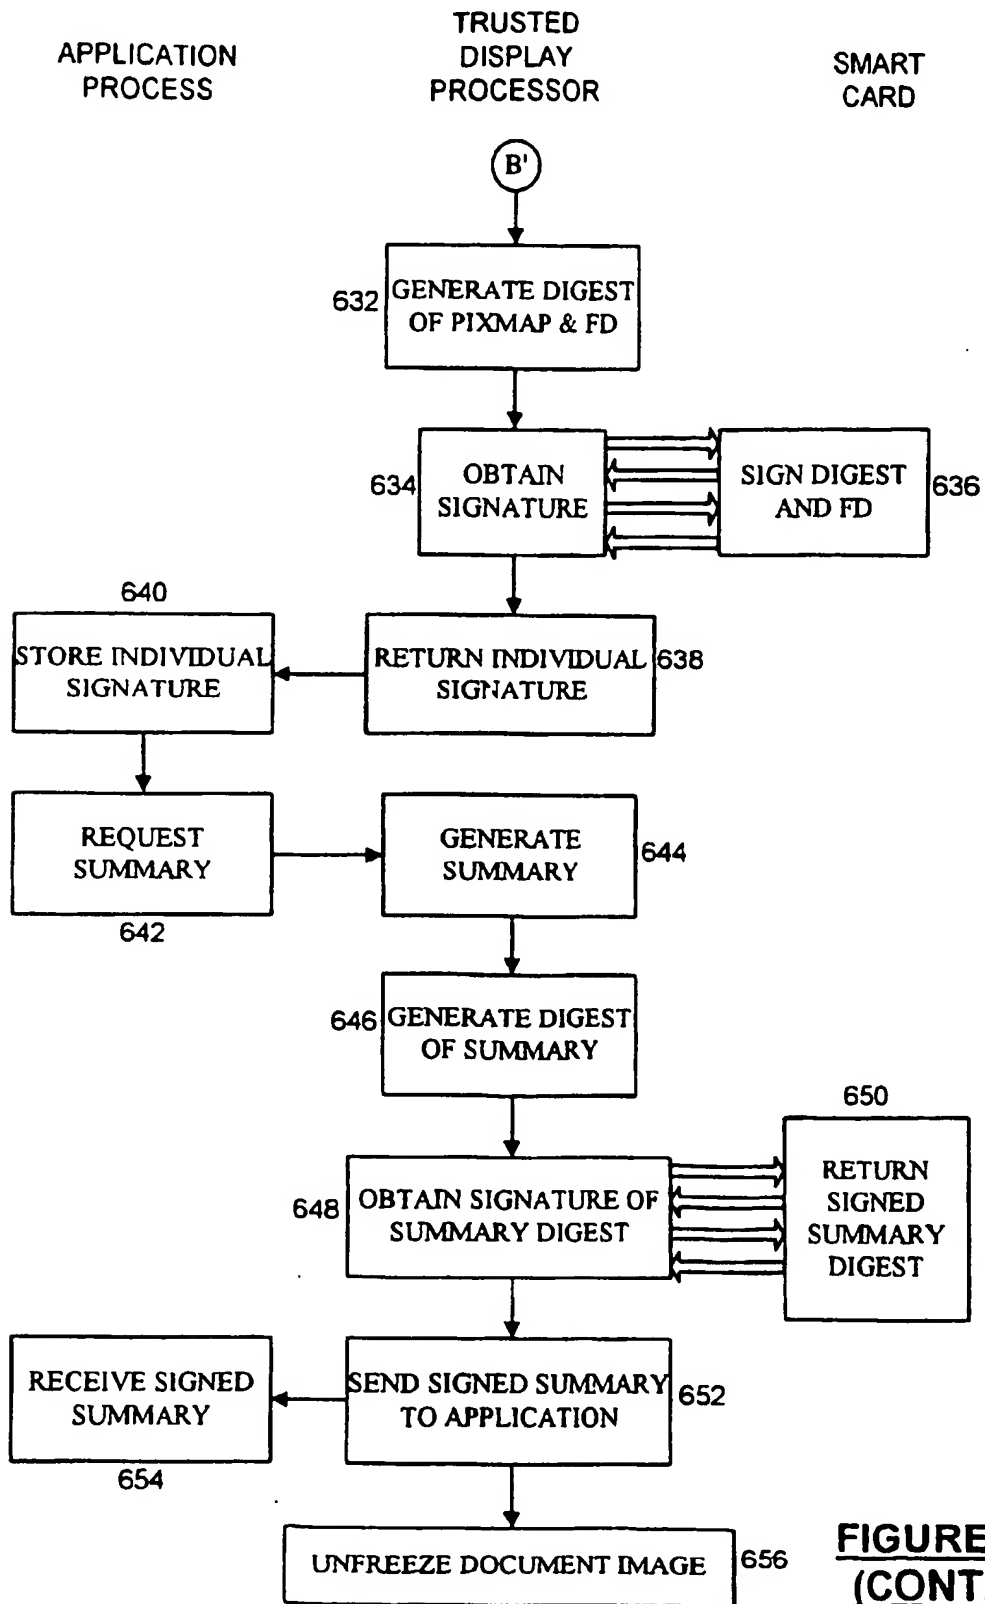 APPLICATION
PROCESS
TRUSTED
DISPLAY
PROCESSOR
SMART
CARD
B'
632
GENERATE DIGEST
OF PIXMAP & FD
634
OBTAIN
SIGNATURE
SIGN DIGEST
AND FD
636
640
STORE INDIVIDUAL
SIGNATURE
RETURN INDIVIDUAL
SIGNATURE
638
REQUEST
SUMMARY
642
GENERATE
SUMMARY
644
646
GENERATE DIGEST
OF SUMMARY
650
648
OBTAIN SIGNATURE OF
SUMMARY DIGEST
RETURN
SIGNED
SUMMARY
DIGEST
RECEIVE SIGNED
SUMMARY
654
SEND SIGNED SUMMARY
TO APPLICATION
652
UNFREEZE DOCUMENT IMAGE
656
FIGURE
(CONT.